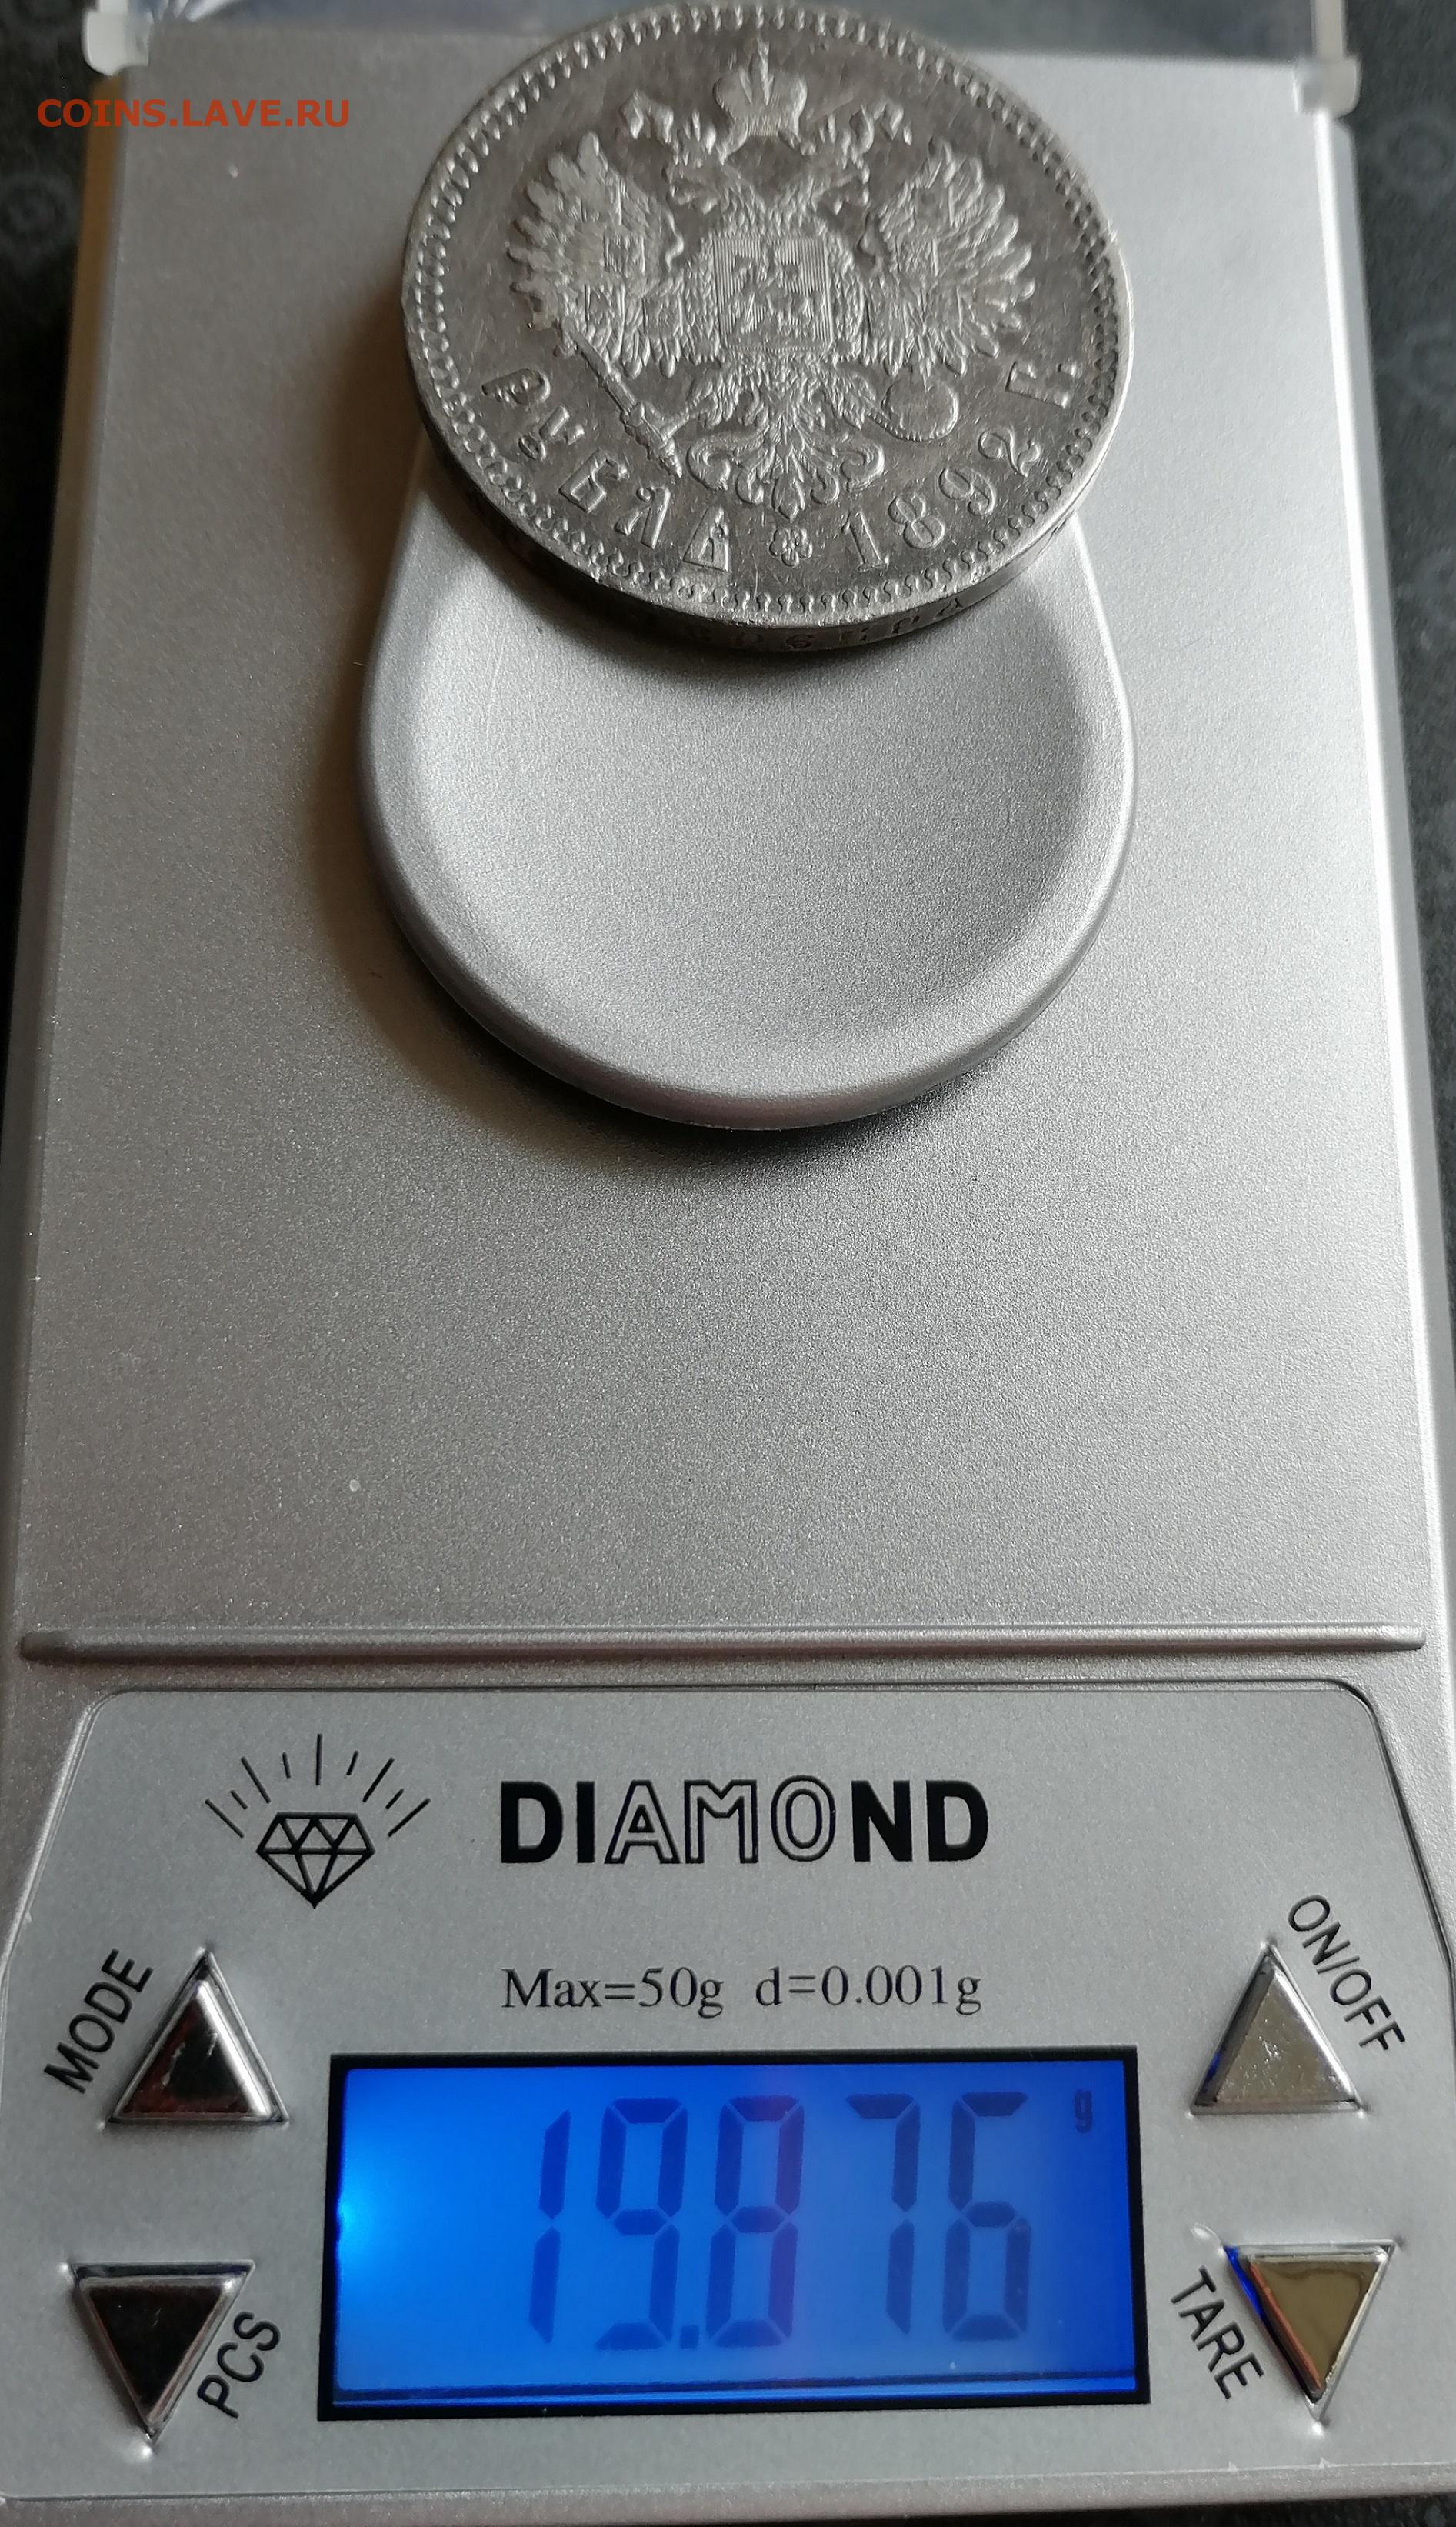 COINS.LAVE.RU
РУБЛЬ 1892 Г.
DIAMOND
Max=50g d=0.001g
MODE
ON/OFF
19.876 g
PCS
TARE